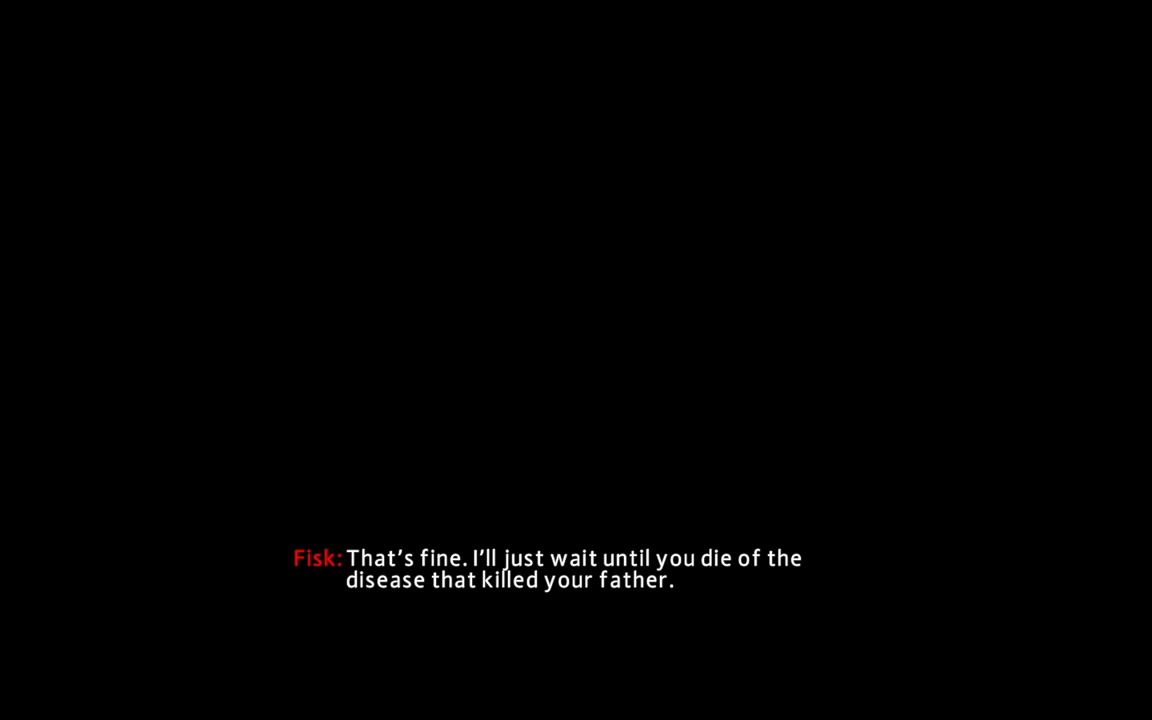 Fisk: That’s fine. I’ll just wait until you die of the
disease that killed your father.